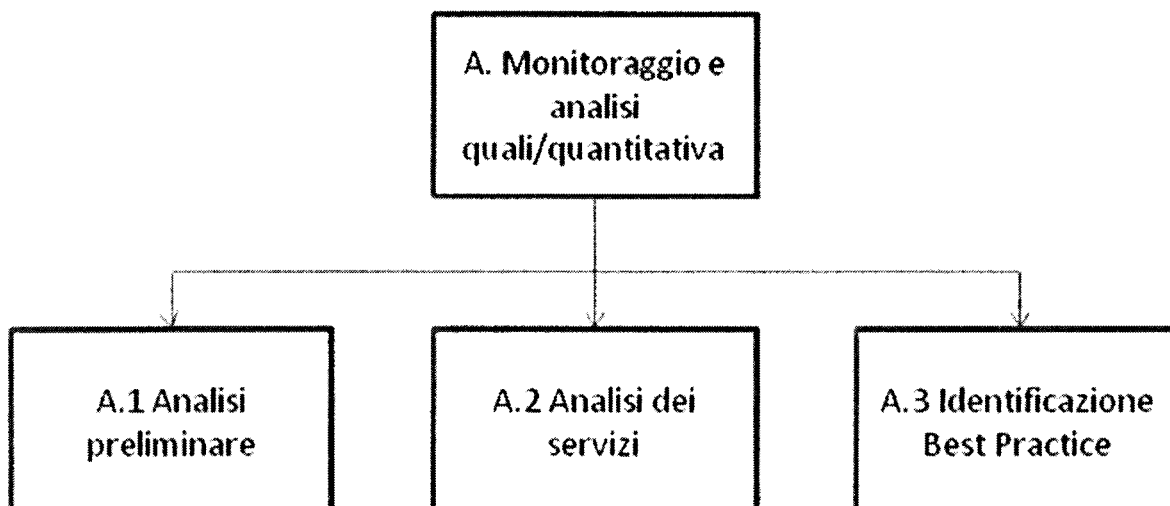 A. Monitoraggio e
analisi
quali/quantitativa
A.1 Analisi
preliminare
A.2 Analisi dei
servizi
A.3 Identificazione
Best Practice